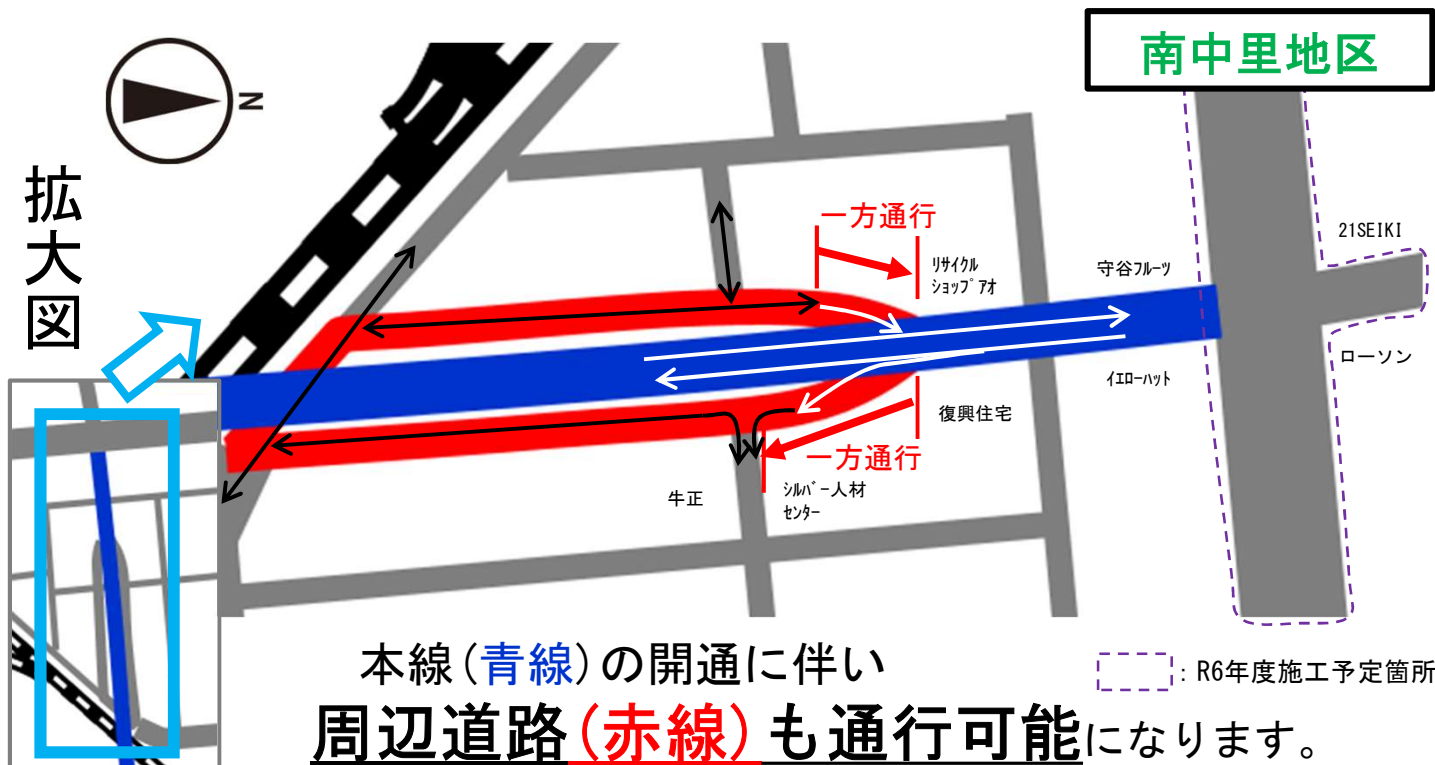 南中里地区
N
拡大図
一方通行
リサイクル
ショップアオ
守谷フルーツ
21SEIKI
ローソン
イエローハット
復興住宅
一方通行
シルバー人材
センター
牛正
本線(青線)の開通に伴い
:R6年度施工予定箇所
周辺道路(赤線)も通行可能になります。